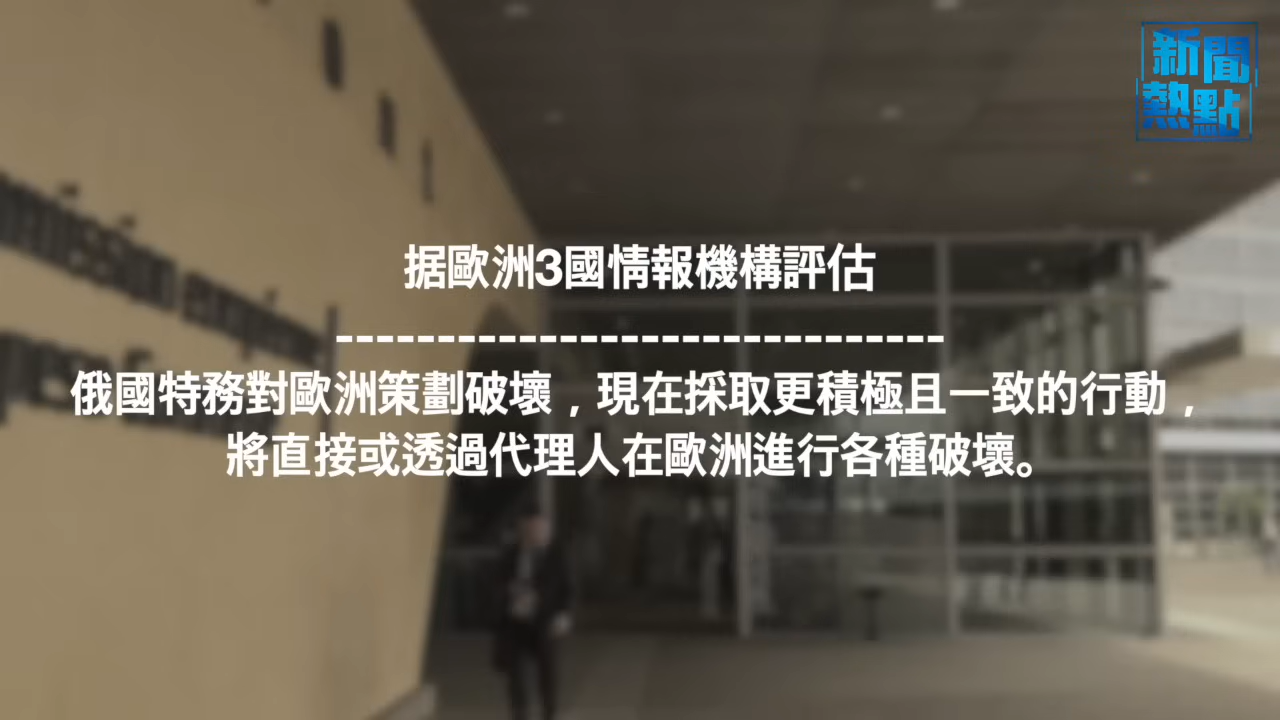 新聞
熱點
据歐洲3國情報機構評估
------------------------------
俄國特務對歐洲策劃破壞，現在採取更積極且一致的行動，
將直接或透過代理人在歐洲進行各種破壞。